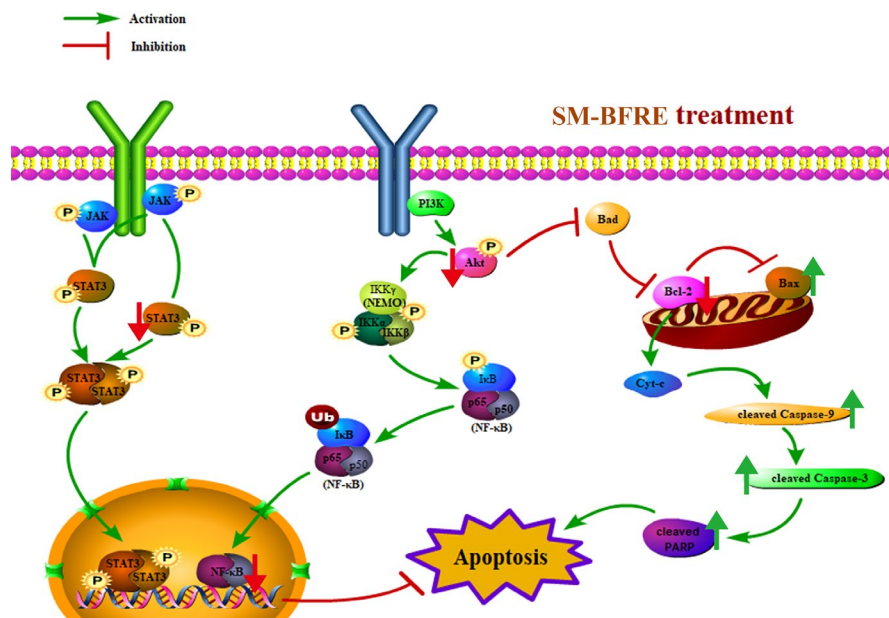 Activation
Inhibition
SM-BFRE treatment
P
JAK
JAK
P
PI3K
Bad
P
Akt
STAT3
P
IKKγ
(NEMO)
P
IKKα
IKKβ
P
Bcl-2
Bax
STAT3
P
P
STAT3
STAT3
P
P
IκB
p65
p50
(NF-κB)
Cyt-c
cleaved Caspase-9
Ub
IκB
p65
p50
(NF-κB)
cleaved Caspase-3
cleaved
PARP
Apoptosis
P
STAT3
STAT3
P
NF-κB